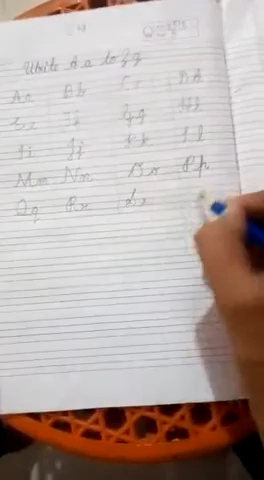 Write Aa to Zz
Aa Bb Cc Dd
Ee Ff Gg Hh
Ii Jj Kk Ll
Mm Nn Oo Pp
Qq Rr Ss